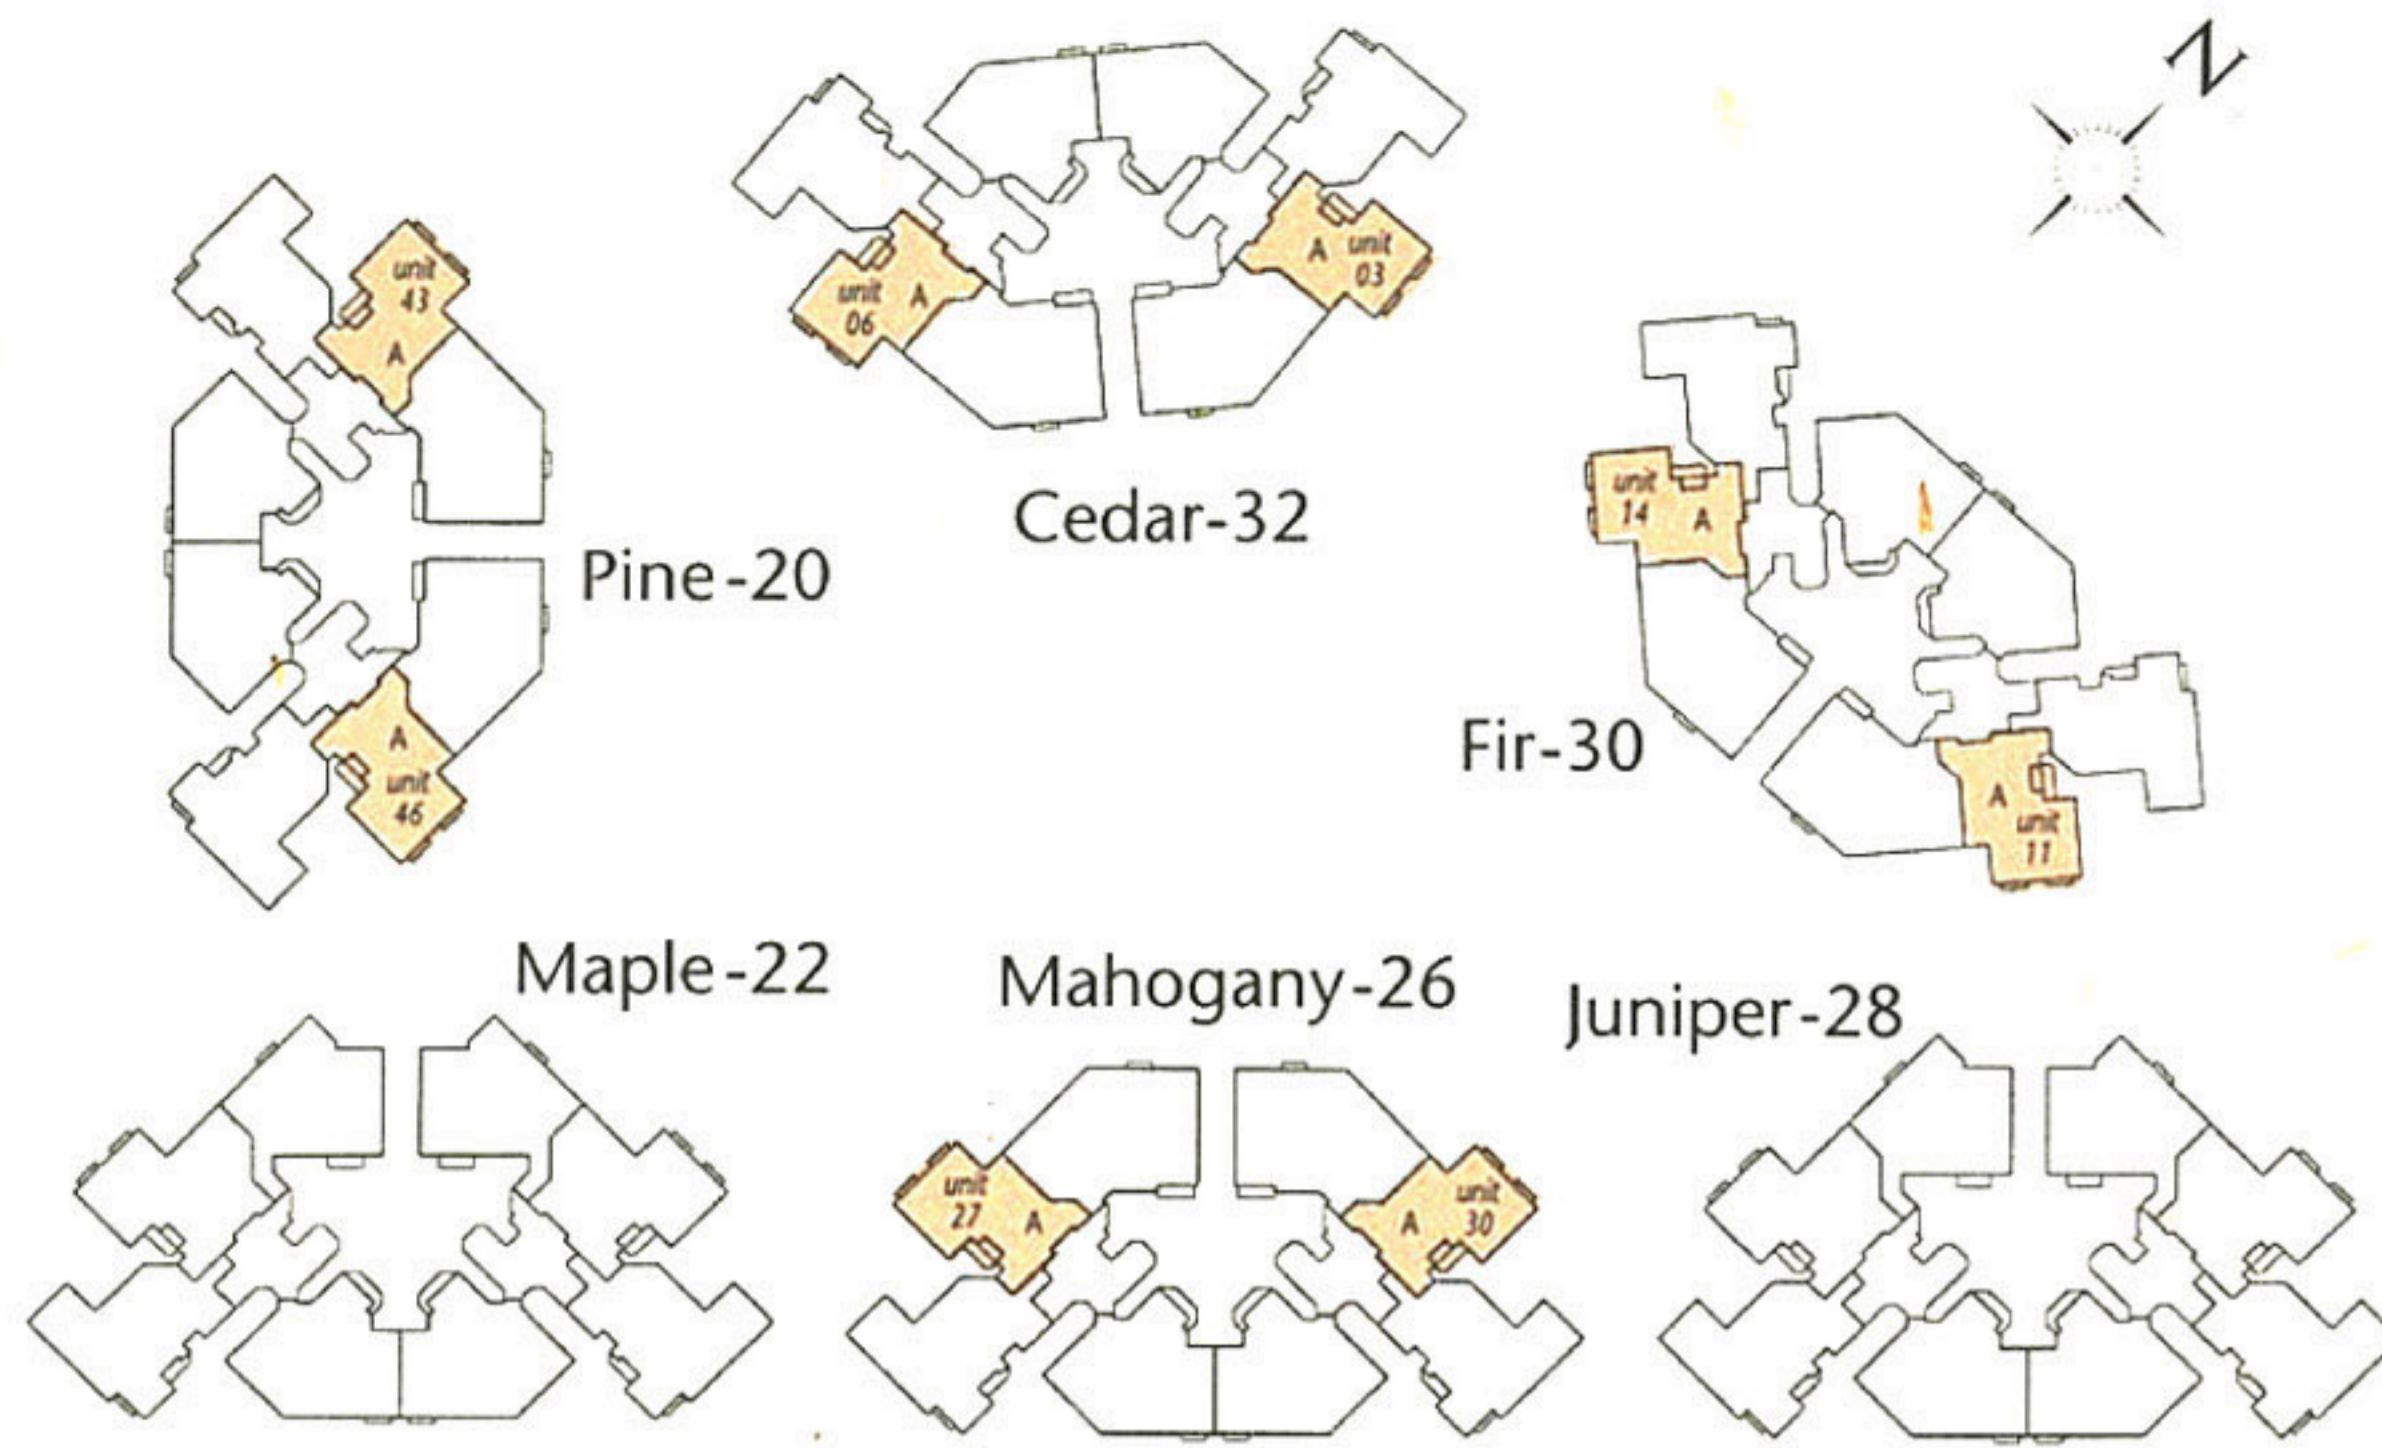 N
unit
43
A
unit
06
A
A
unit
03
Cedar-32
Pine-20
unit
14
A
A
unit
46
Fir-30
A
unit
11
Maple-22
Mahogany-26
Juniper-28
unit
27
A
A
unit
30